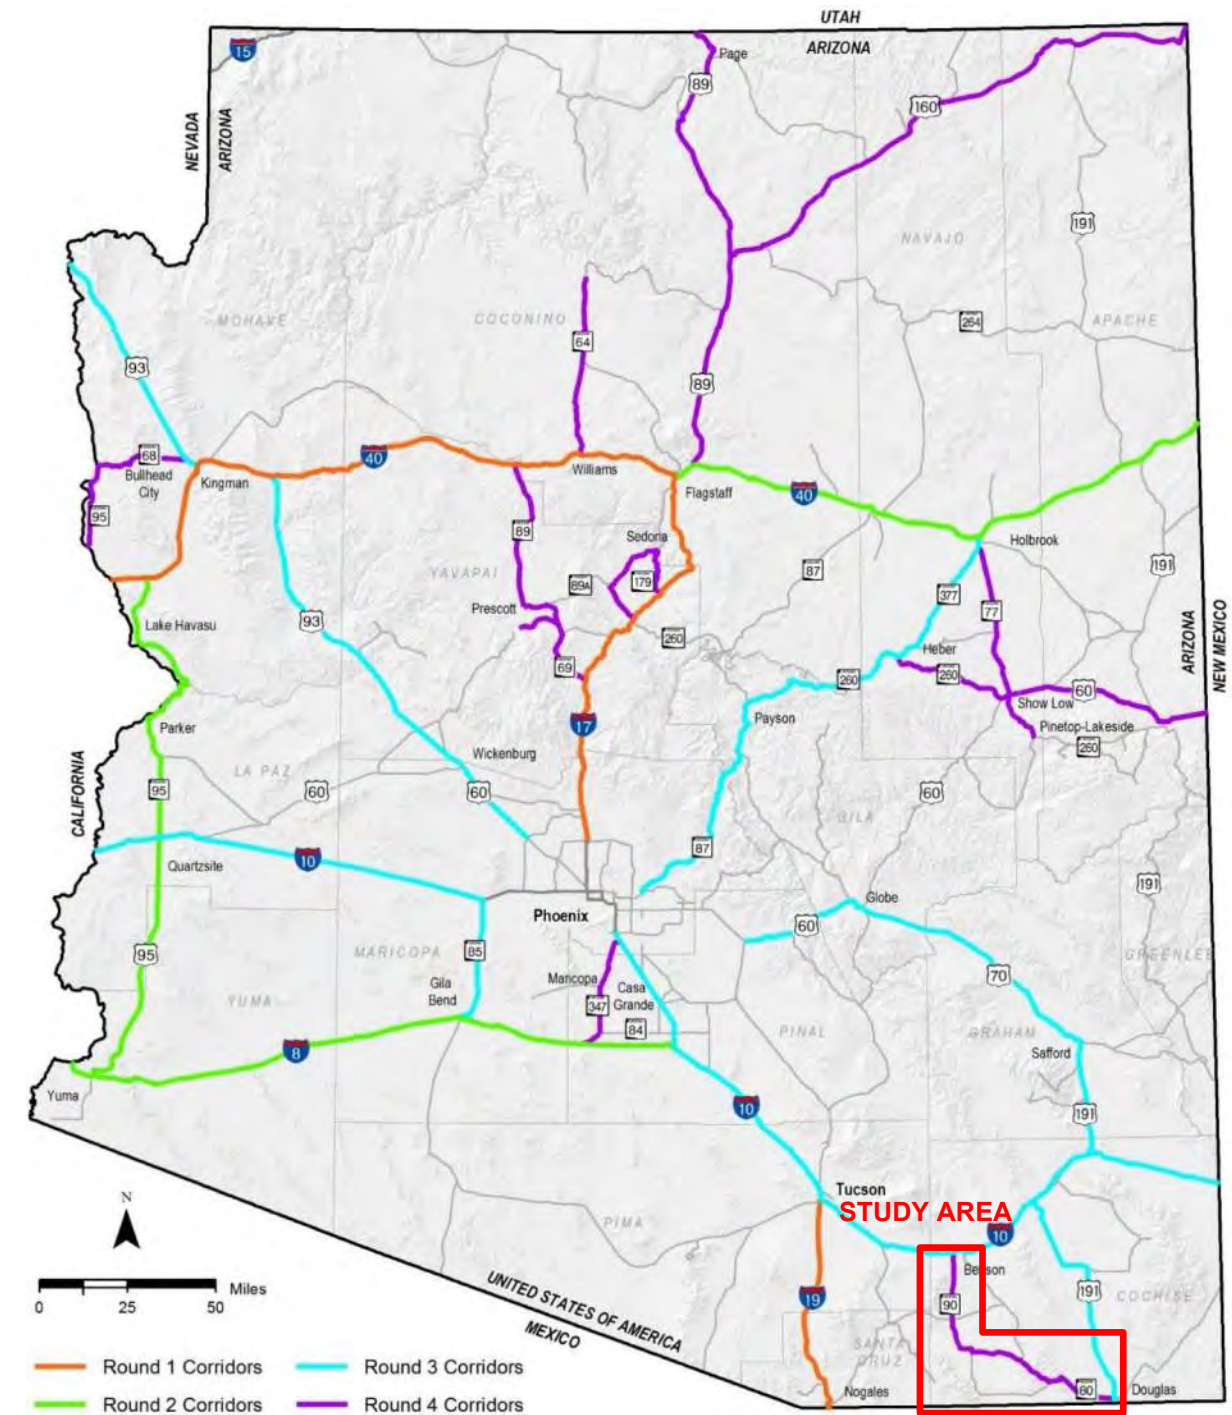 UTAH
ARIZONA
15
Page
89
160
NEVADA
ARIZONA
191
NAVAJO
MOHAVE
COCONINO
264
APACHE
64
93
89
68
40
Bullhead
City
Kingman
Williams
Flagstaff
40
95
89
Sedona
Holbrook
YAVAPAI
89A
179
87
191
377
Prescott
77
Lake Havasu
93
260
Heber
ARIZONA
NEW MEXICO
69
260
260
60
Show Low
Parker
17
Payson
Pinetop-Lakeside
260
Wickenburg
LA PAZ
CALIFORNIA
95
60
60
60
GILA
87
Quartzsite
10
191
Globe
Phoenix
60
95
MARICOPA
85
GREENLEE
Gila
Bend
Maricopa
Casa
Grande
70
YUMA
347
84
PINAL
GRAHAM
8
Safford
Yuma
10
191
Tucson
N
PIMA
STUDY AREA
10
Benson
Miles
0 25 50
UNITED STATES OF AMERICA
MEXICO
19
90
191
COCHISE
SANTA
CRUZ
Round 1 Corridors
Round 3 Corridors
80
Douglas
Nogales
Round 2 Corridors
Round 4 Corridors